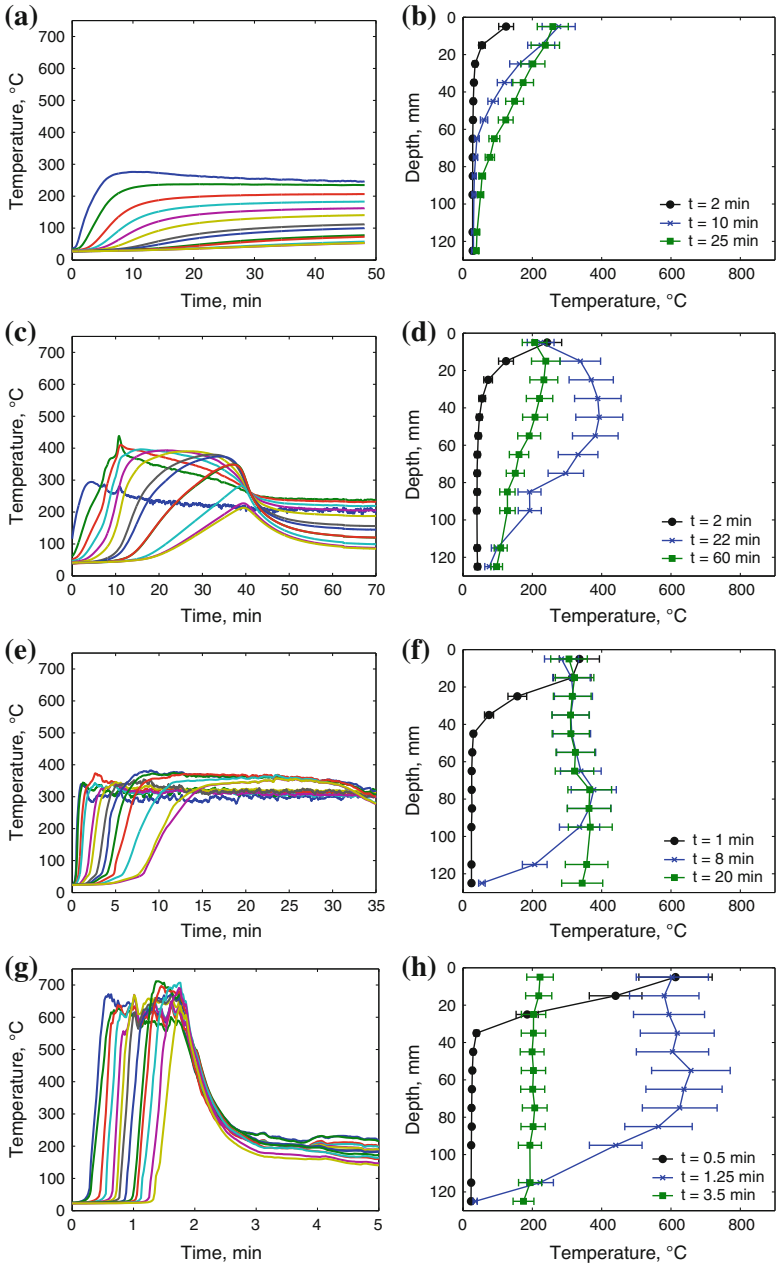 (a)
Temperature, °C
700
600
500
400
300
200
100
0
0 10 20 30 40 50
Time, min
(b)
Depth, mm
0
20
40
60
80
100
120
t = 2 min
t = 10 min
t = 25 min
0 200 400 600 800
Temperature, °C
(c)
Temperature, °C
700
600
500
400
300
200
100
0
0 10 20 30 40 50 60 70
Time, min
(d)
Depth, mm
0
20
40
60
80
100
120
t = 2 min
t = 22 min
t = 60 min
0 200 400 600 800
Temperature, °C
(e)
Temperature, °C
700
600
500
400
300
200
100
0
0 5 10 15 20 25 30 35
Time, min
(f)
Depth, mm
0
20
40
60
80
100
120
t = 1 min
t = 8 min
t = 20 min
0 200 400 600 800
Temperature, °C
(g)
Temperature, °C
700
600
500
400
300
200
100
0
0 1 2 3 4 5
Time, min
(h)
Depth, mm
0
20
40
60
80
100
120
t = 0.5 min
t = 1.25 min
t = 3.5 min
0 200 400 600 800
Temperature, °C